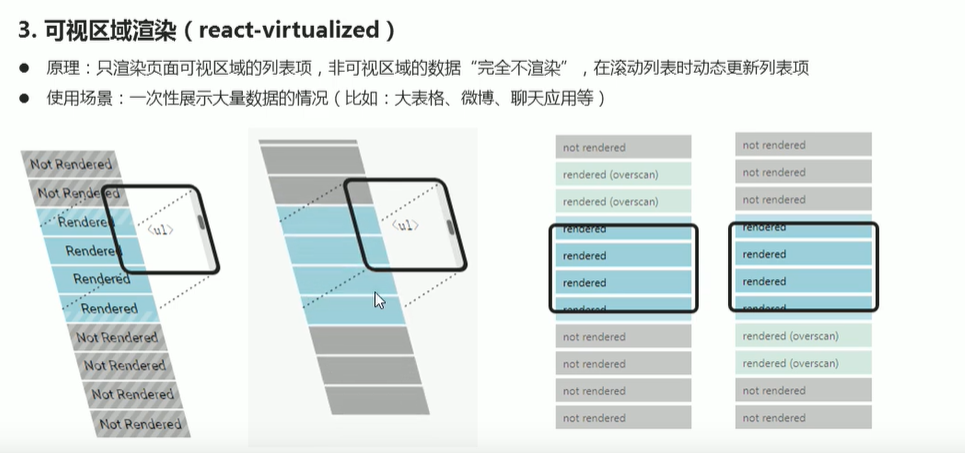 3. 可视区域渲染（react-virtualized）
● 原理：只渲染页面可视区域的列表项，非可视区域的数据“完全不渲染”，在滚动列表时动态更新列表项
● 使用场景：一次性展示大量数据的情况（比如：大表格、微博、聊天应用等）
Not Rendered
Not Rendered
Rendered
Rendered
Rendered
Rendered
Not Rendered
Not Rendered
Not Rendered
Not Rendered
<ul>
<ul>
not rendered
rendered (overscan)
rendered (overscan)
rendered
rendered
rendered
rendered
not rendered
not rendered
not rendered
not rendered
not rendered
not rendered
not rendered
rendered
rendered
rendered
rendered
rendered (overscan)
rendered (overscan)
not rendered
not rendered